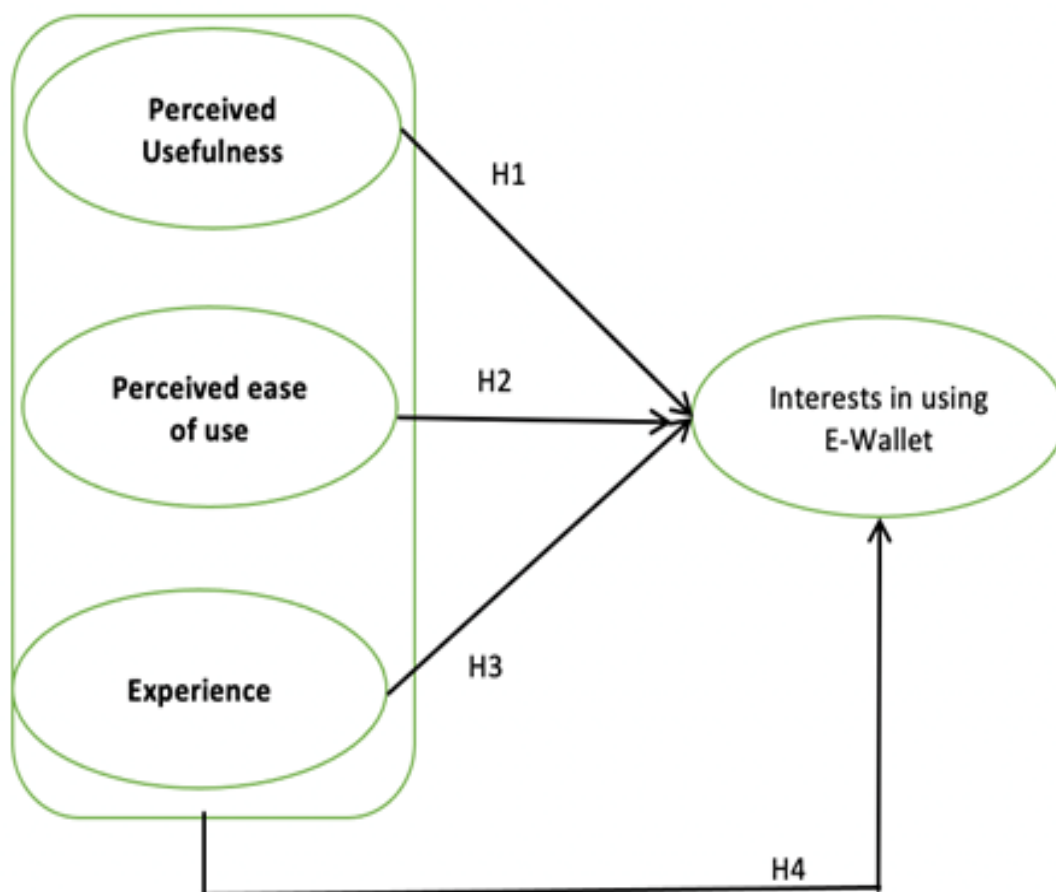 Perceived
Usefulness
H1
Perceived ease
of use
H2
Interests in using
E-Wallet
Experience
H3
H4